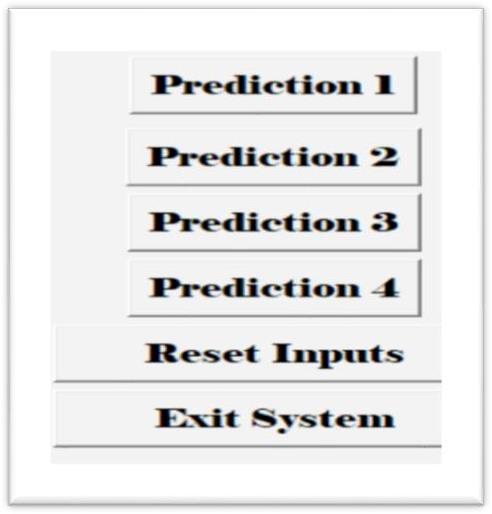 Prediction 1
Prediction 2
Prediction 3
Prediction 4
Reset Inputs
Exit System